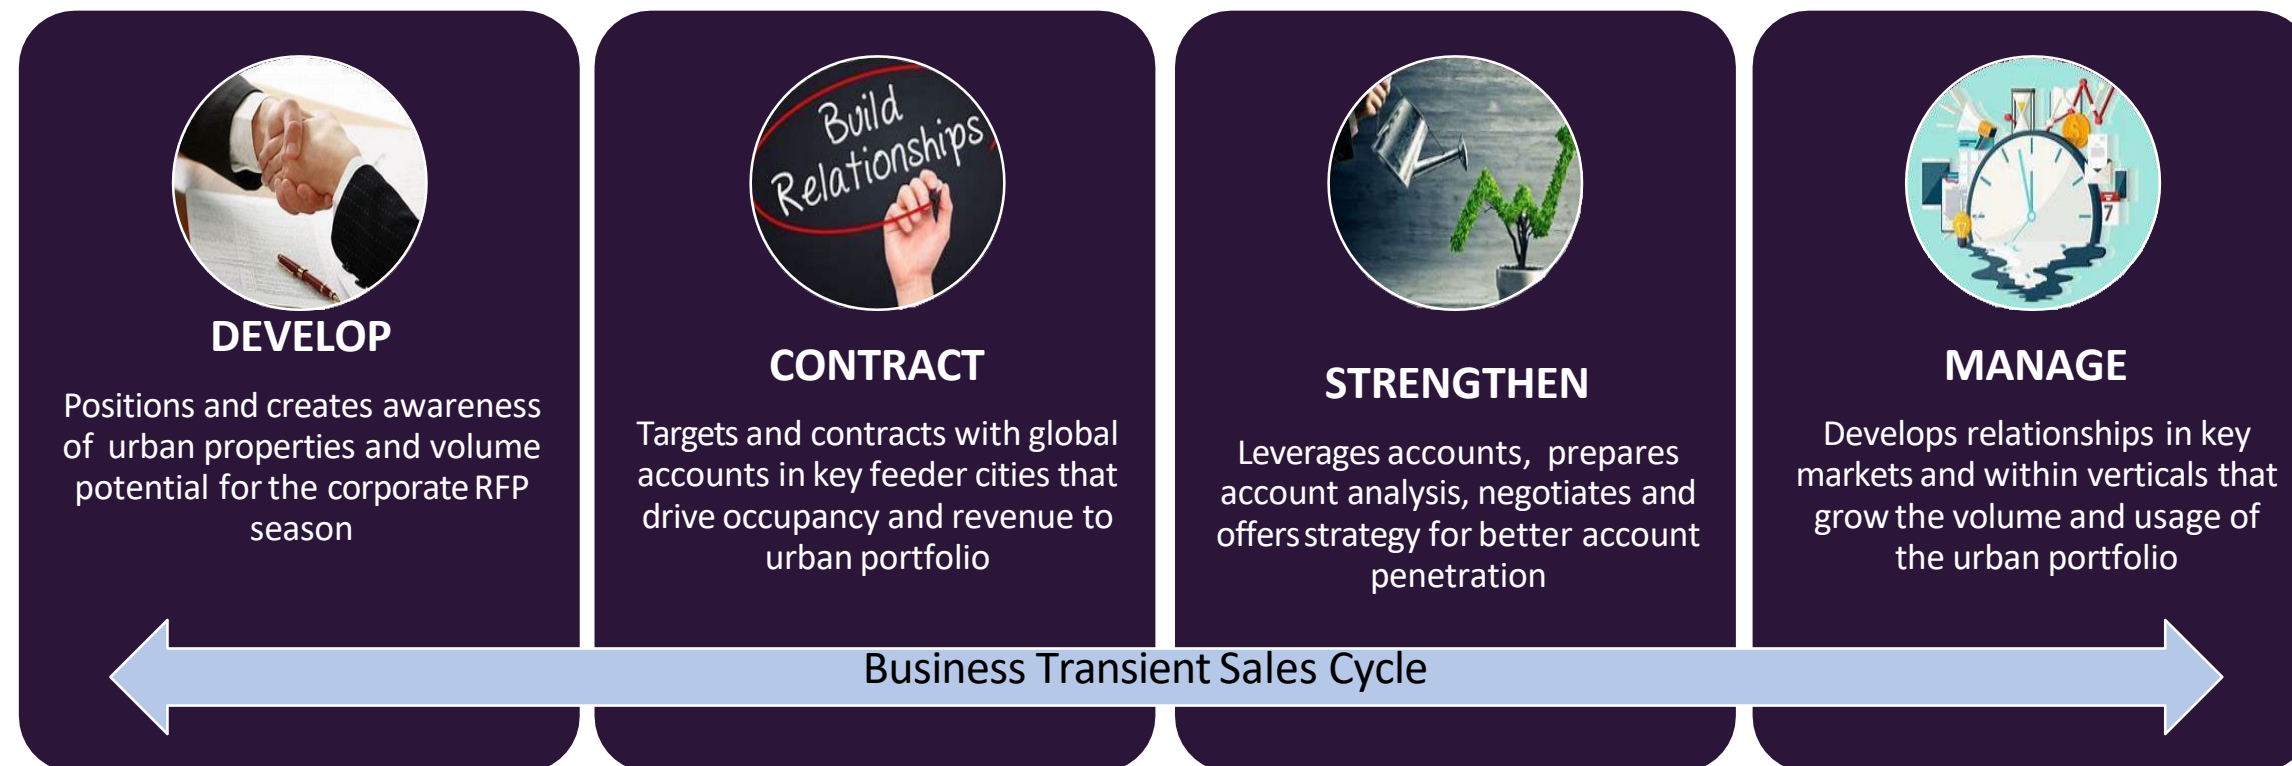 Build
Relationships
7
DEVELOP
Positions and creates awareness
of urban properties and volume
potential for the corporate RFP
season
CONTRACT
Targets and contracts with global
accounts in key feeder cities that
drive occupancy and revenue to
urban portfolio
STRENGTHEN
Leverages accounts, prepares
account analysis, negotiates and
offers strategy for better account
penetration
MANAGE
Develops relationships in key
markets and within verticals that
grow the volume and usage of
the urban portfolio
Business Transient Sales Cycle